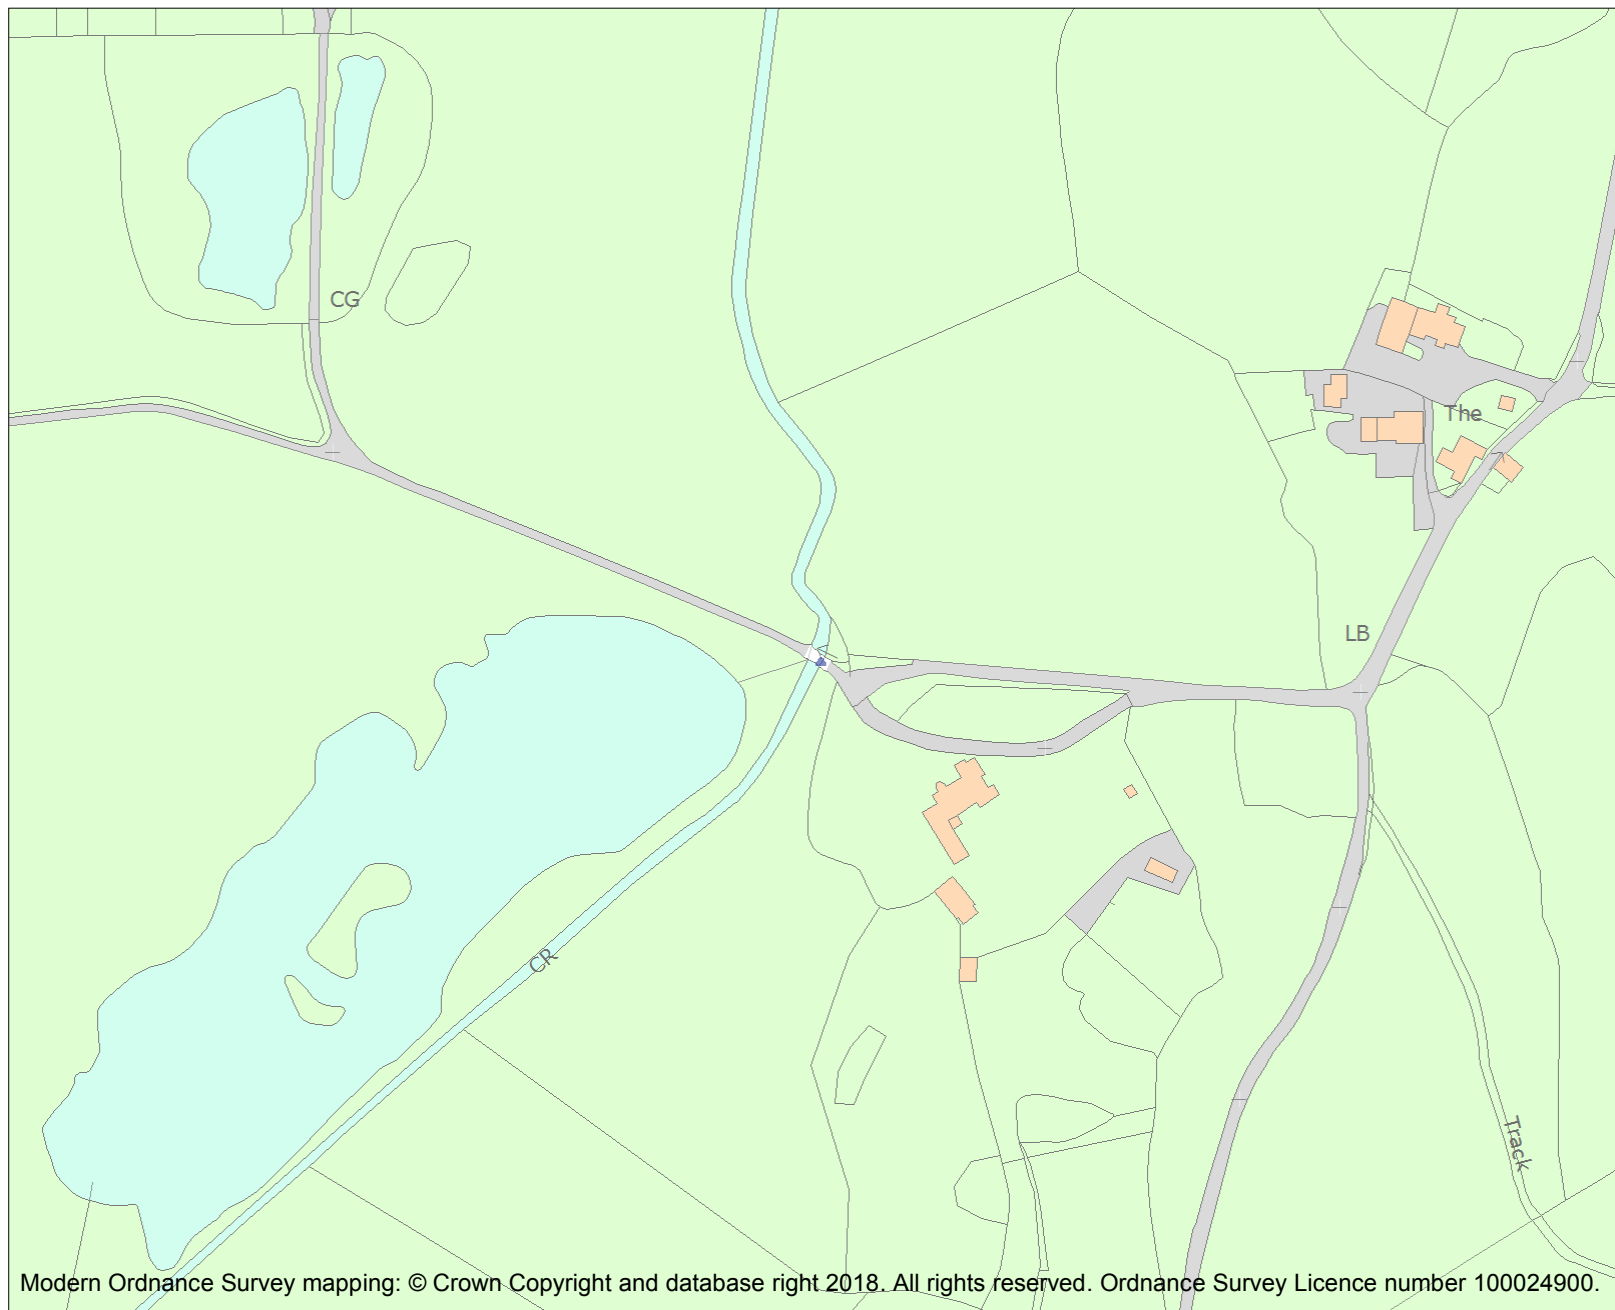 CG
The
LB
CR
Track
Modern Ordnance Survey mapping: © Crown Copyright and database right 2018. All rights reserved. Ordnance Survey Licence number 100024900.